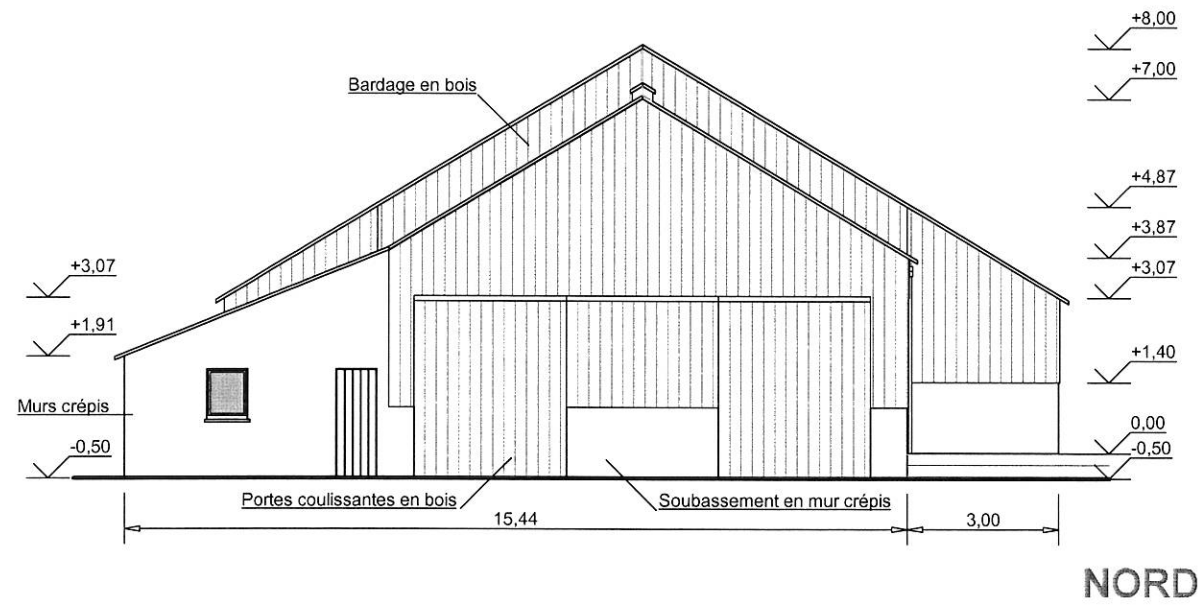 +8,00
+7,00
Bardage en bois
+4,87
+3,87
+3,07
+3,07
+1,91
+1,40
Murs crépis
0,00
-0,50
-0,50
Portes coulissantes en bois
Soubassement en mur crépis
15,44
3,00
NORD